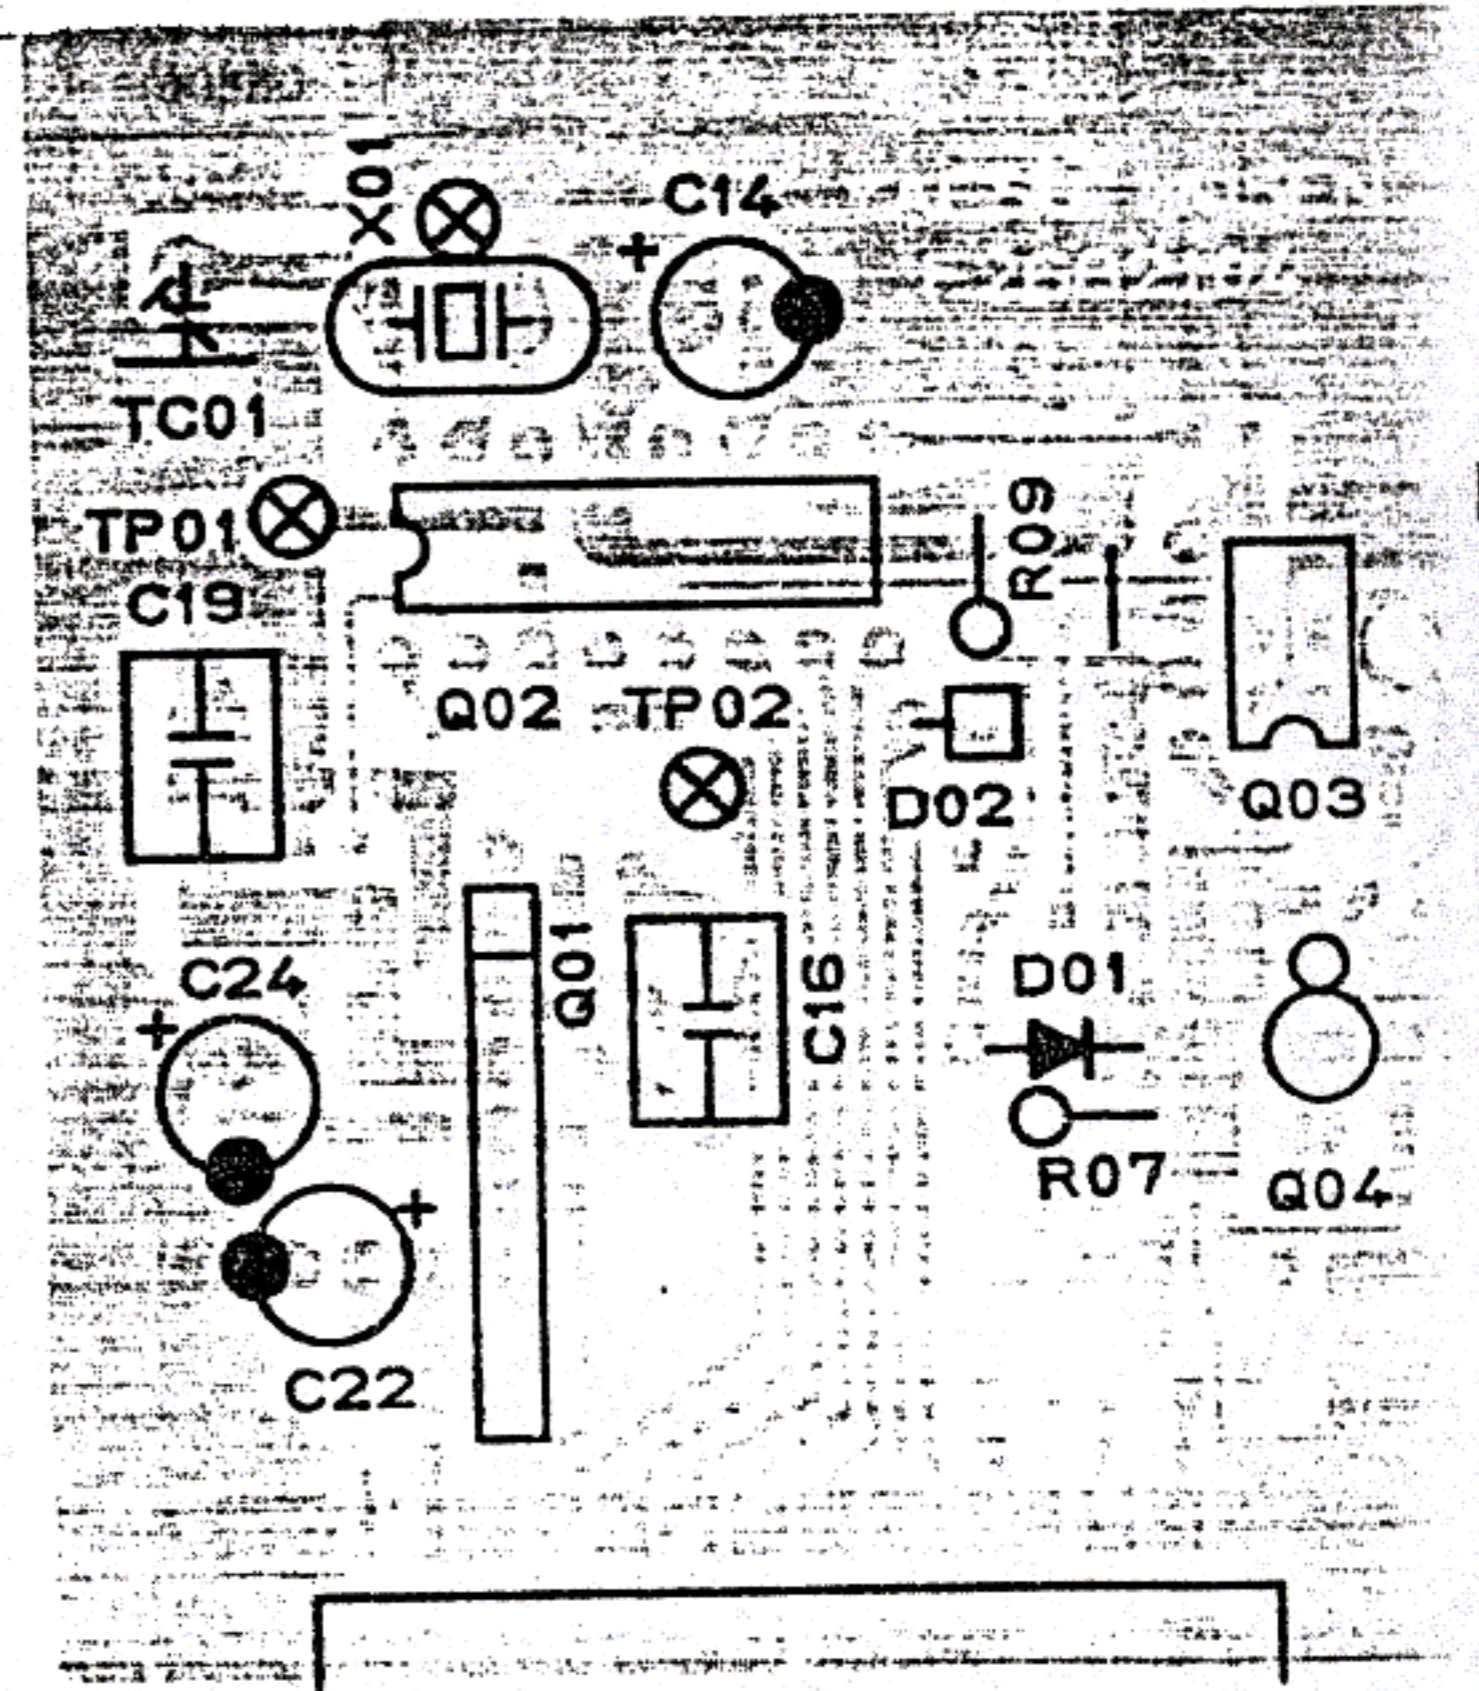 X01
C14
+
TC01
TP01
R09
C19
Q02
TP02
D02
Q03
Q01
C24
+
C16
D01
R07
Q04
+
C22